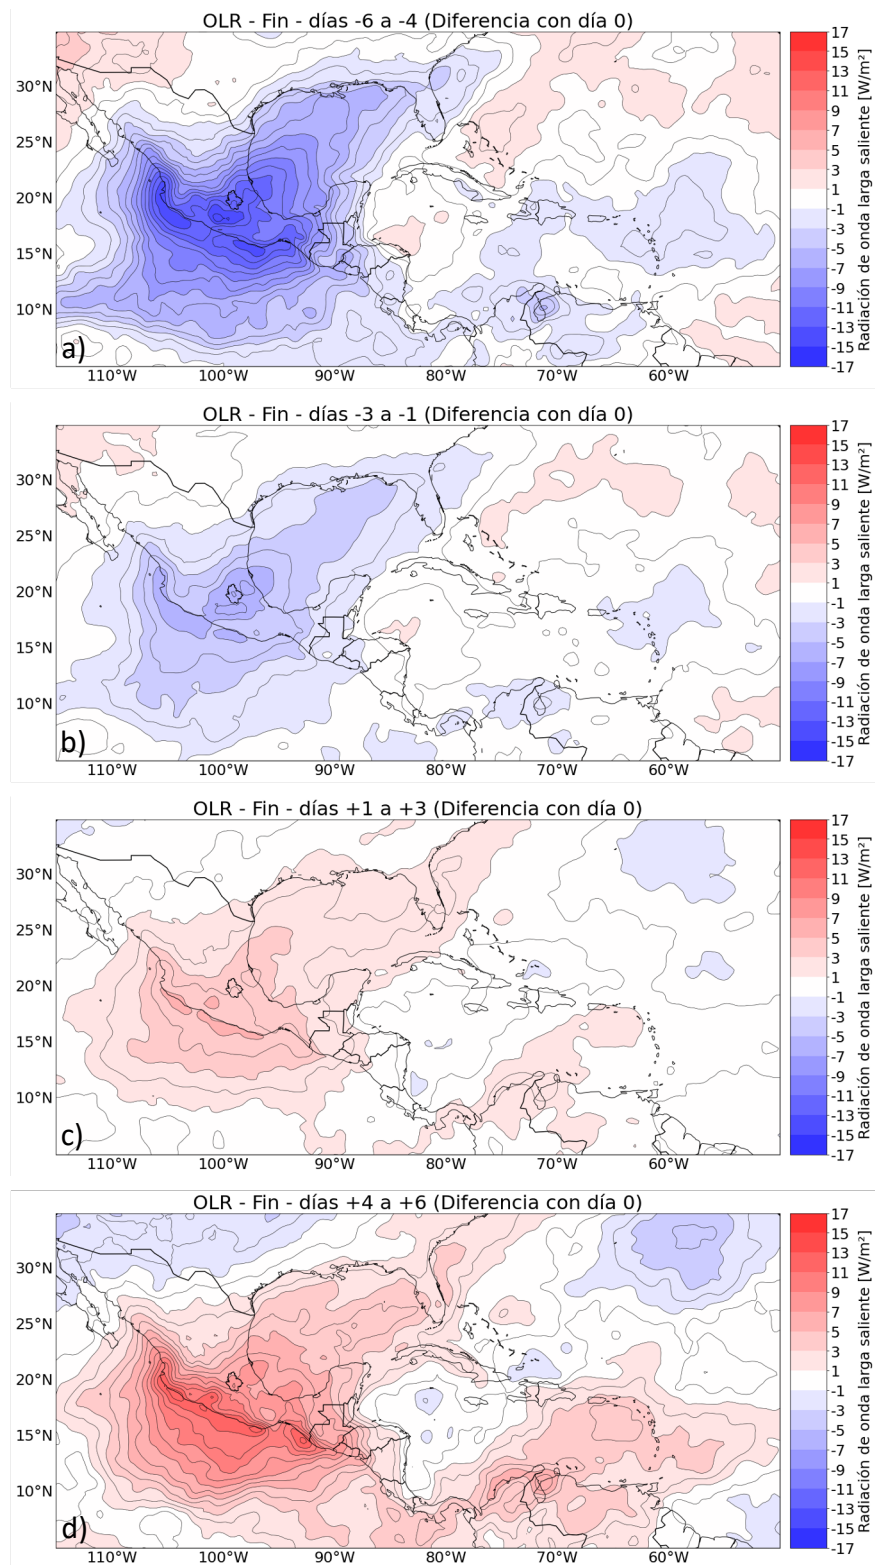 OLR - Fin - días -6 a -4 (Diferencia con día 0)
30°N
25°N
20°N
15°N
10°N
a)
110°W 100°W 90°W 80°W 70°W 60°W
17
15
13
11
9
7
5
3
1
-1
-3
-5
-7
-9
-11
-13
-15
-17
Radiación de onda larga saliente [W/m²]
OLR - Fin - días -3 a -1 (Diferencia con día 0)
30°N
25°N
20°N
15°N
10°N
b)
110°W 100°W 90°W 80°W 70°W 60°W
17
15
13
11
9
7
5
3
1
-1
-3
-5
-7
-9
-11
-13
-15
-17
Radiación de onda larga saliente [W/m²]
OLR - Fin - días +1 a +3 (Diferencia con día 0)
30°N
25°N
20°N
15°N
10°N
c)
110°W 100°W 90°W 80°W 70°W 60°W
17
15
13
11
9
7
5
3
1
-1
-3
-5
-7
-9
-11
-13
-15
-17
Radiación de onda larga saliente [W/m²]
OLR - Fin - días +4 a +6 (Diferencia con día 0)
30°N
25°N
20°N
15°N
10°N
d)
110°W 100°W 90°W 80°W 70°W 60°W
17
15
13
11
9
7
5
3
1
-1
-3
-5
-7
-9
-11
-13
-15
-17
Radiación de onda larga saliente [W/m²]